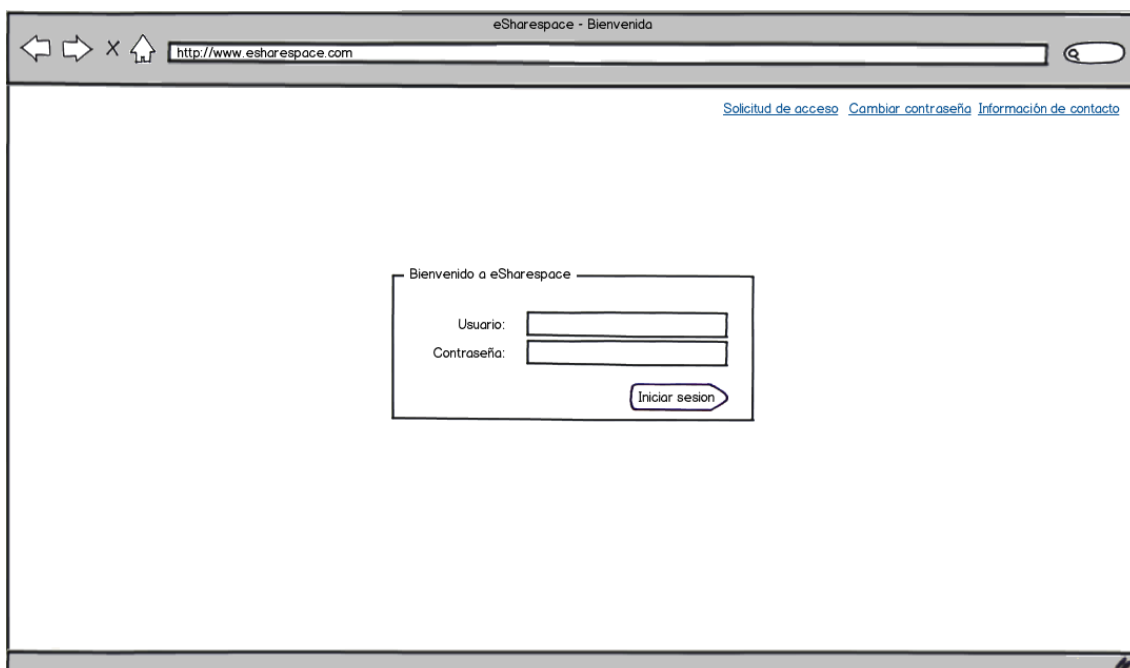 eSharespace - Bienvenida
http://www.esharespace.com
Solicitud de acceso Cambiar contraseña Información de contacto
Bienvenido a eSharespace
Usuario:
Contraseña:
Iniciar sesion